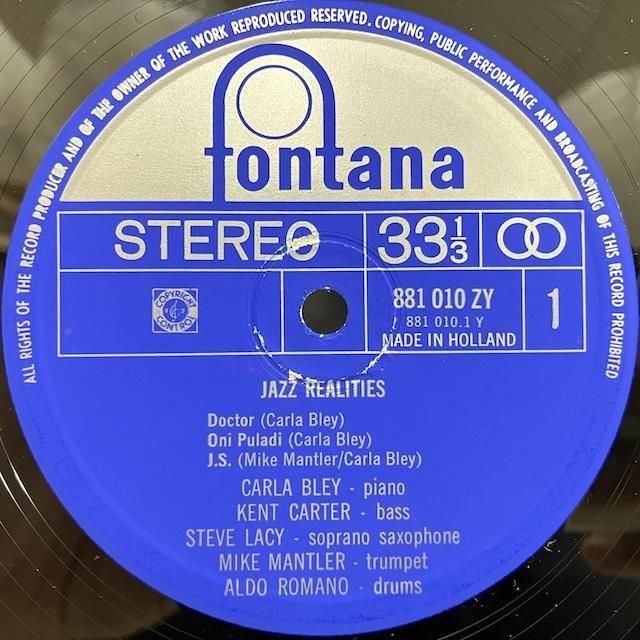 ALL RIGHTS OF THE RECORD PRODUCER AND OF THE OWNER OF THE WORK REPRODUCED RESERVED. COPYING, PUBLIC PERFORMANCE AND BROADCASTING OF THIS RECORD PROHIBITED
fontana
STEREO 33 1/3
COPYRIGHT CONTROL
881 010 ZY
881 010.1 Y
MADE IN HOLLAND
1
JAZZ REALITIES
Doctor (Carla Bley)
Oni Puladi (Carla Bley)
J.S. (Mike Mantler/Carla Bley)
CARLA BLEY - piano
KENT CARTER - bass
STEVE LACY - soprano saxophone
MIKE MANTLER - trumpet
ALDO ROMANO - drums